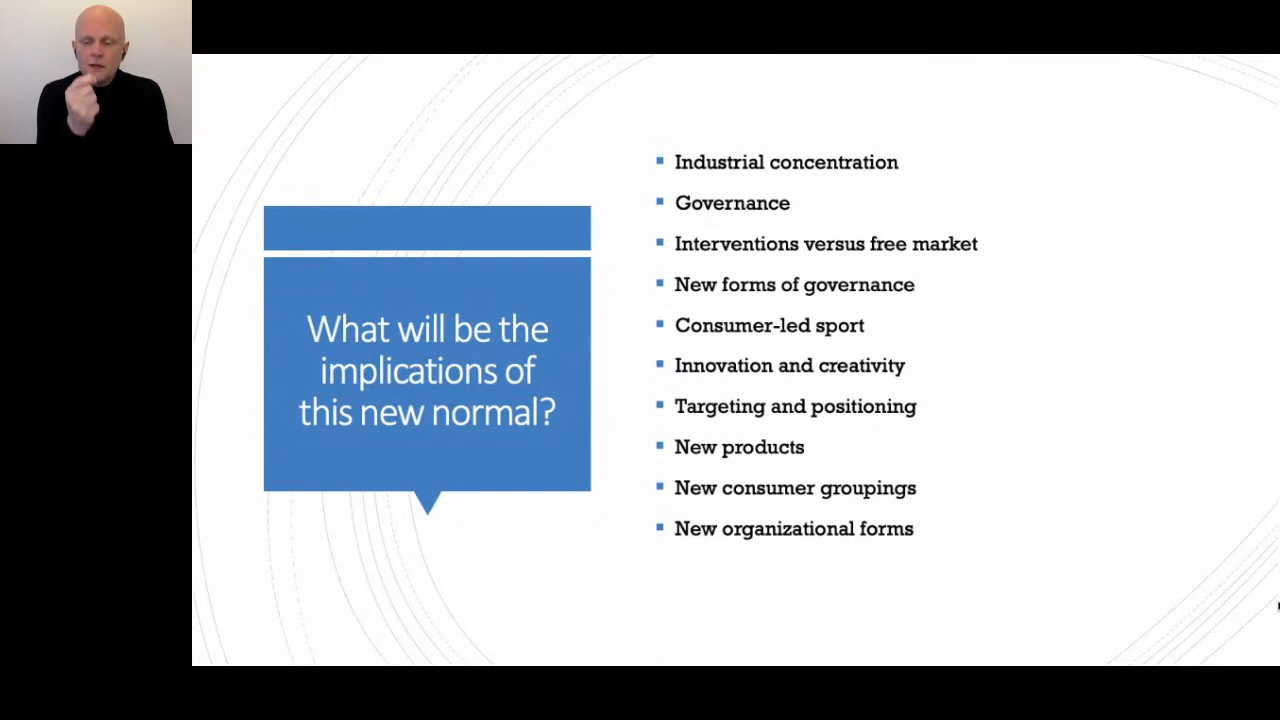 What will be the
implications of
this new normal?
Industrial concentration
Governance
Interventions versus free market
New forms of governance
Consumer-led sport
Innovation and creativity
Targeting and positioning
New products
New consumer groupings
New organizational forms